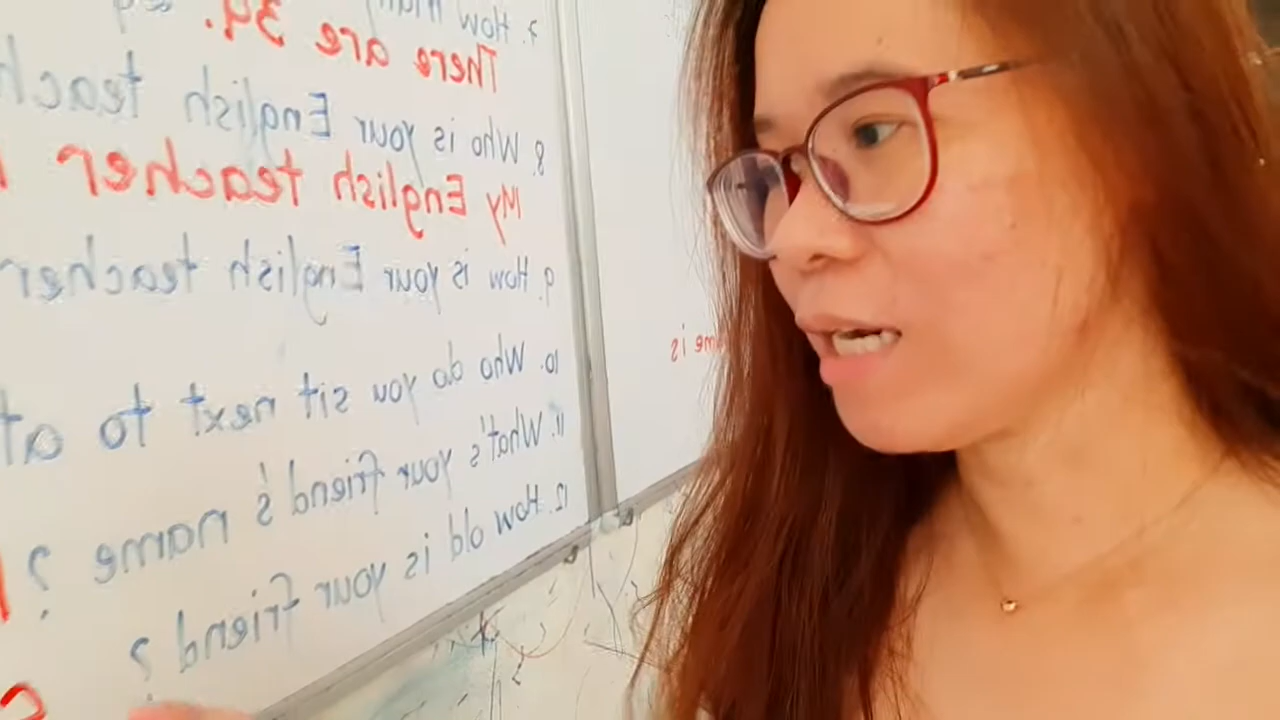 7. How many
There are 34.
8. Who is your English teach
My English teacher
9. How is your English teacher
10. Who do you sit next to at
11. What's your friend's name ?
12. How old is your friend ?
me is